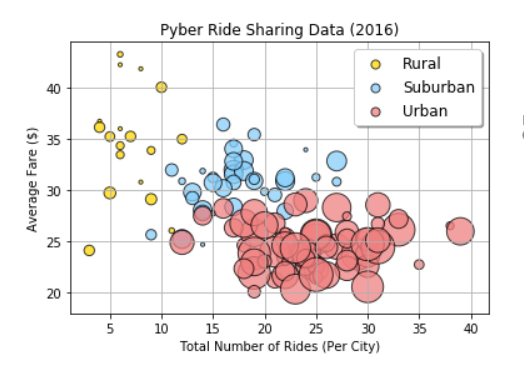 Pyber Ride Sharing Data (2016)
Rural
Suburban
Urban
40
35
30
25
20
Average Fare ($)
5 10 15 20 25 30 35 40
Total Number of Rides (Per City)